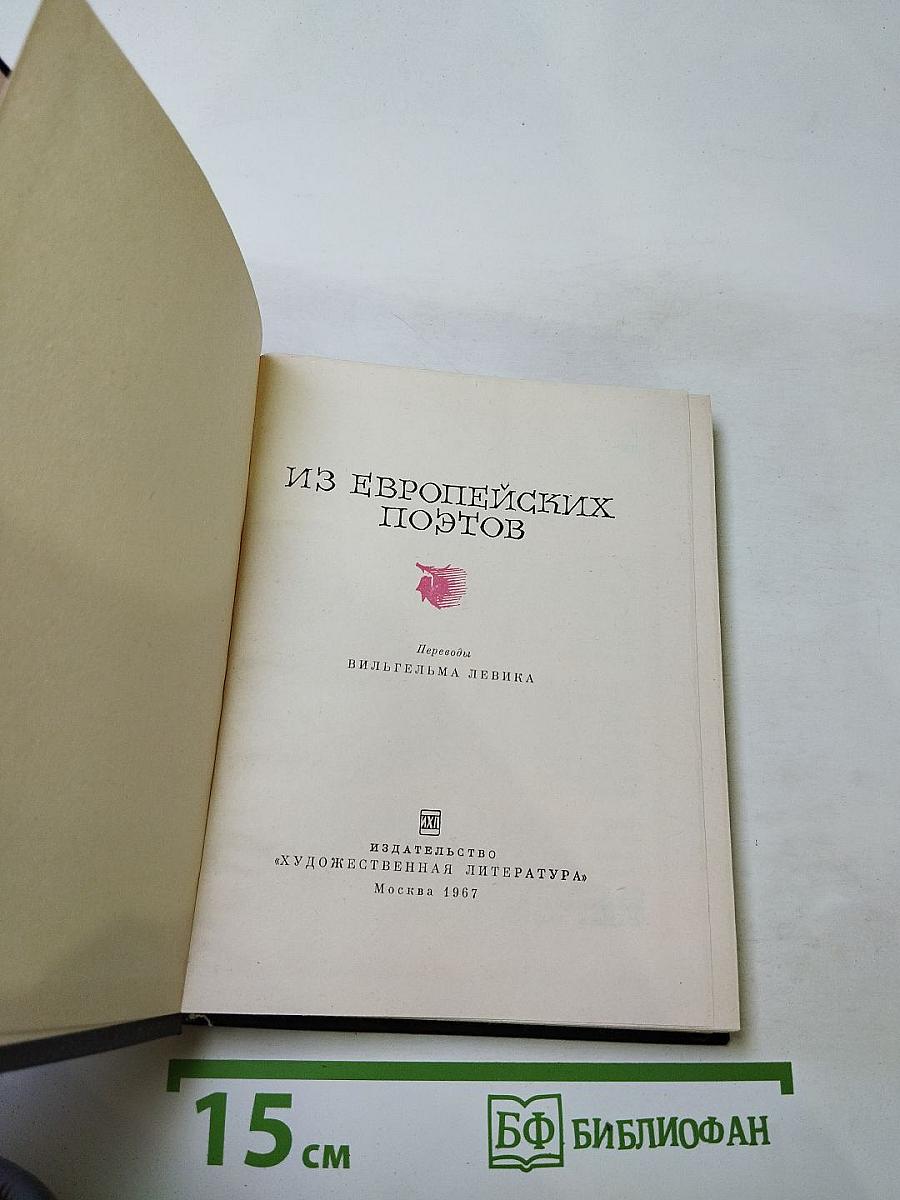 ИЗ ЕВРОПЕЙСКИХ
ПОЭТОВ
Переводы
ВИЛЬГЕЛЬМА ЛЕВИКА
ИХЛ
ИЗДАТЕЛЬСТВО
«ХУДОЖЕСТВЕННАЯ ЛИТЕРАТУРА»
Москва 1967
15 см
БФ БИБЛИОФАН